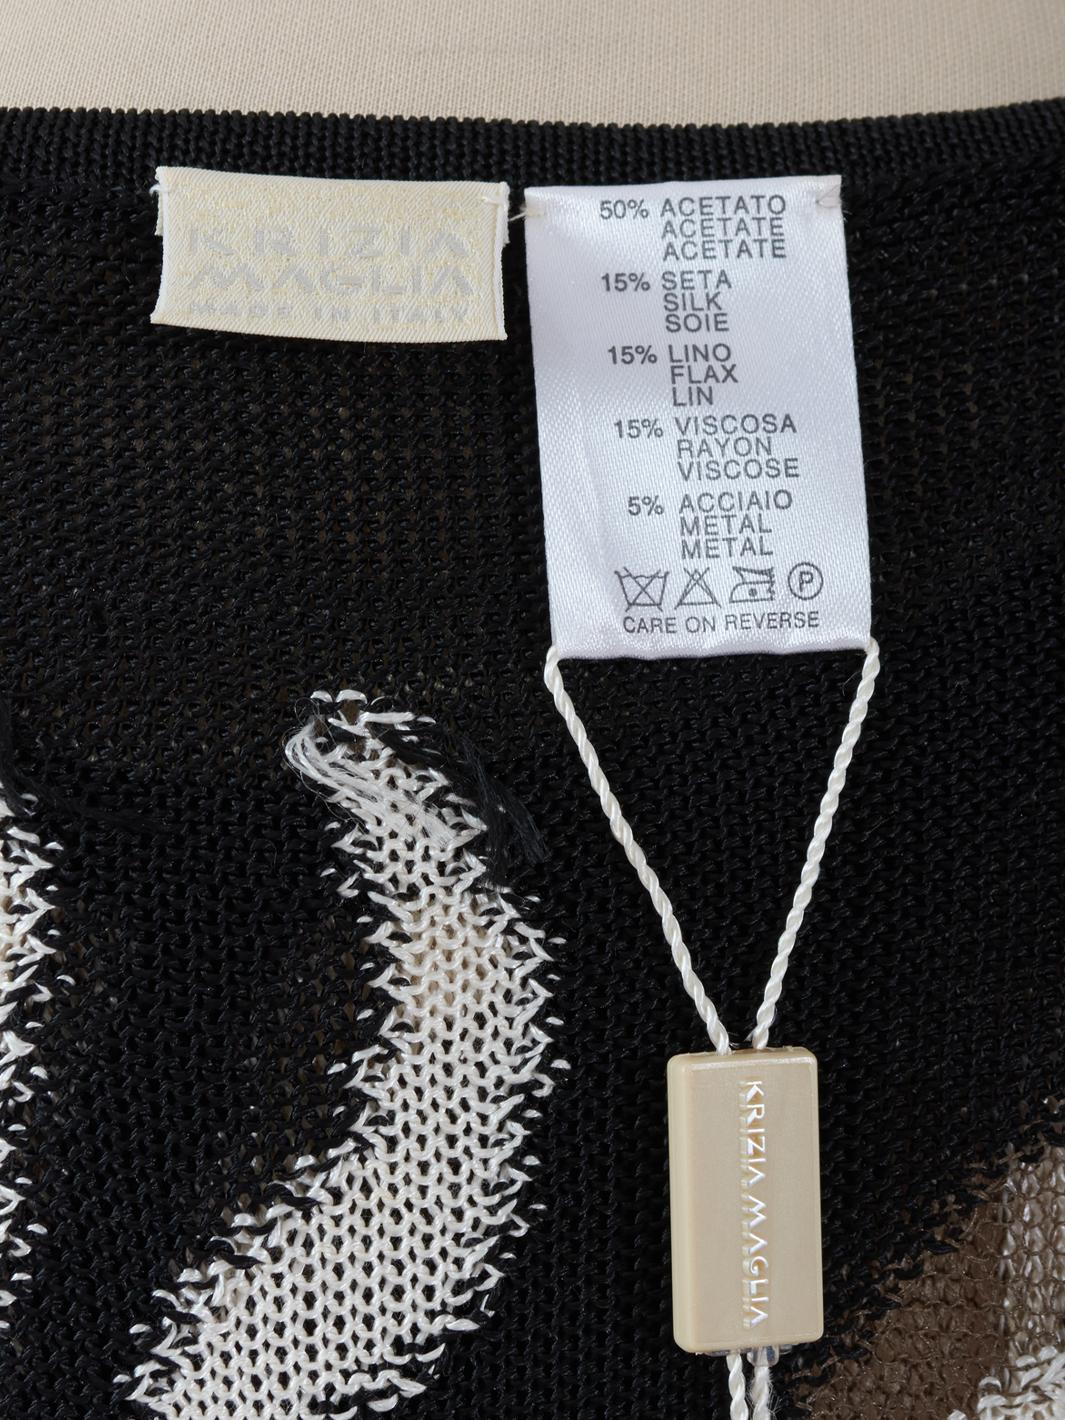 KRIZIA
MAGLIA
MADE IN ITALY
50% ACETATO
ACETATE
ACETATE
15% SETA
SILK
SOIE
15% LINO
FLAX
LIN
15% VISCOSA
RAYON
VISCOSE
5% ACCIAIO
METAL
METAL
P
CARE ON REVERSE
KRIZIA MAGLIA